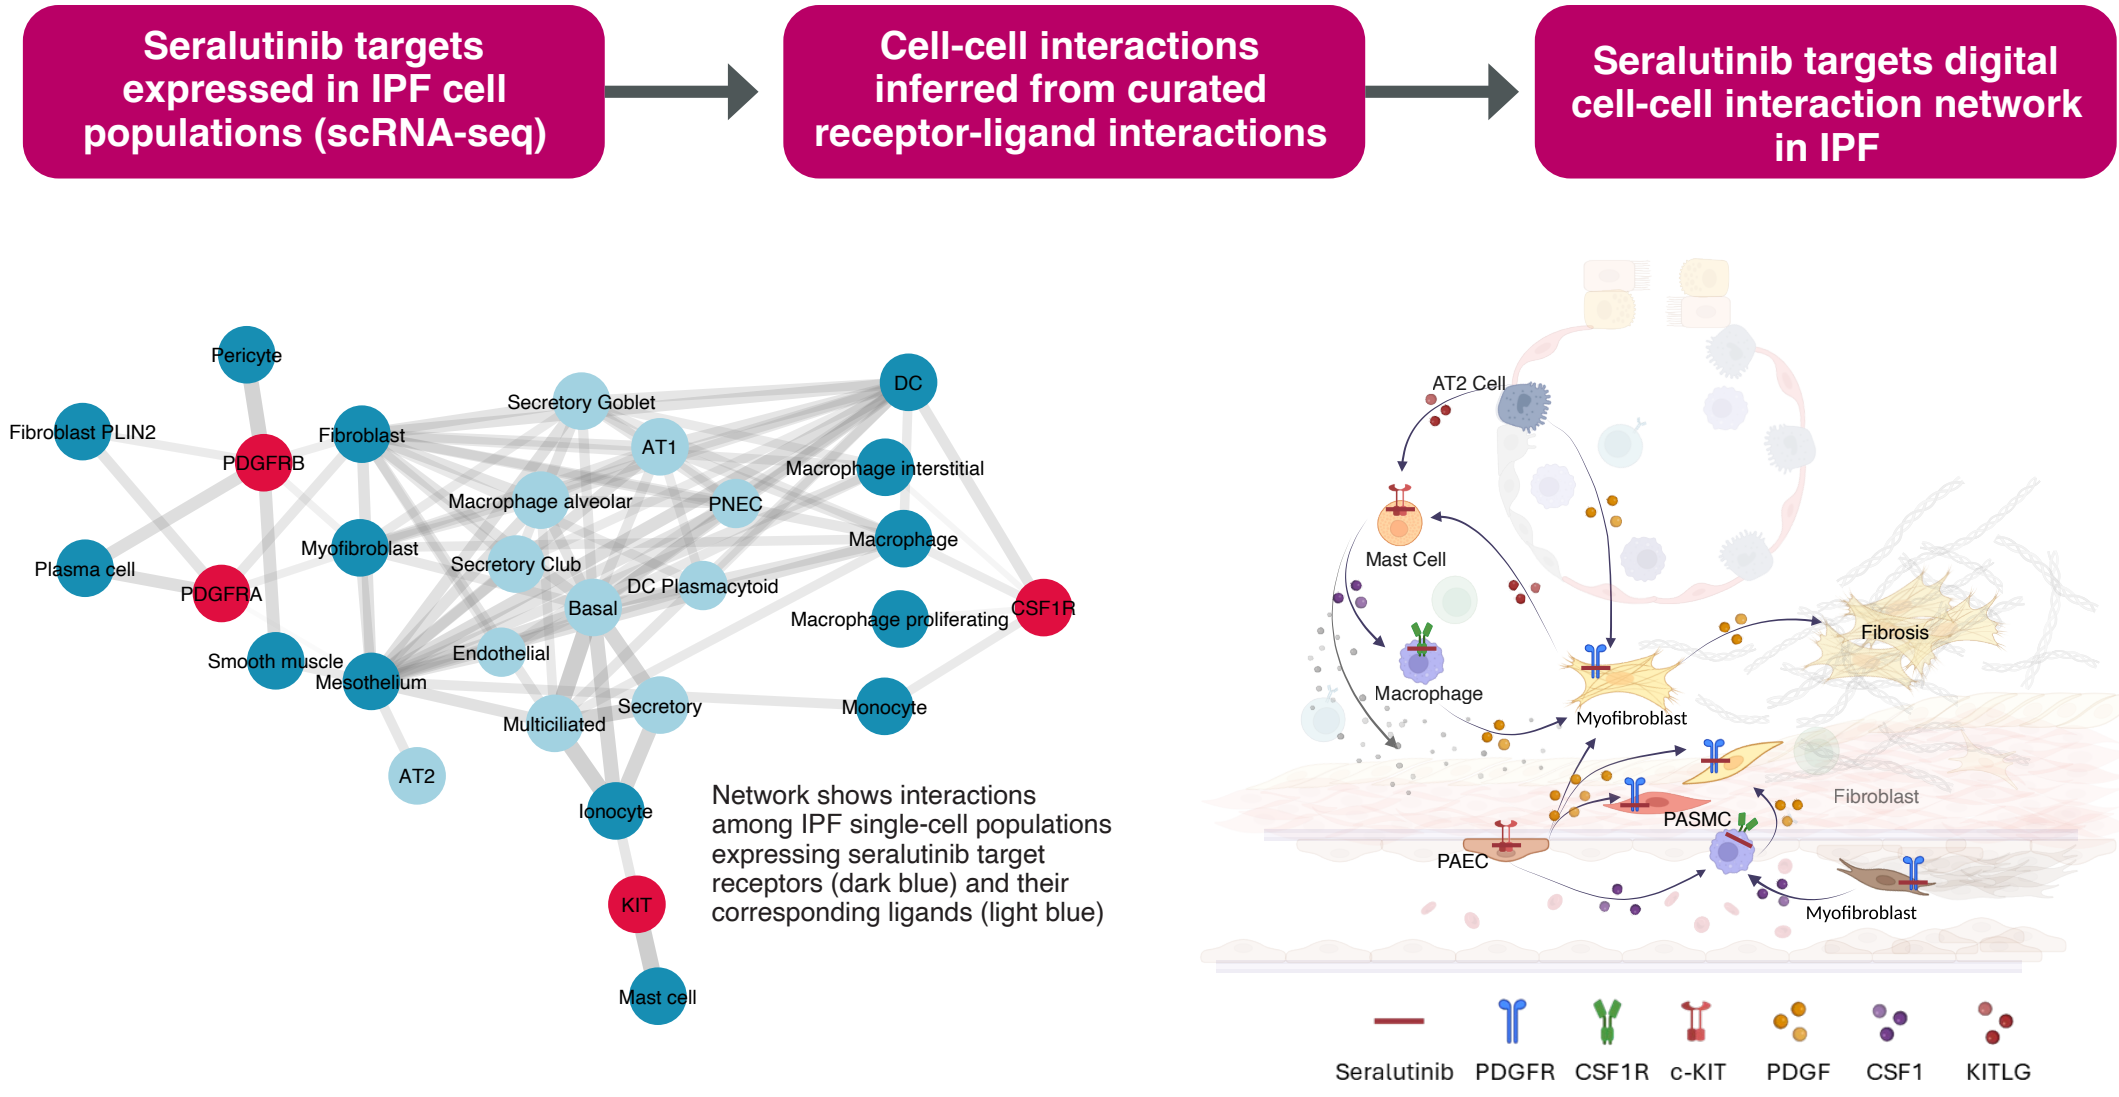 Seralutinib targets
expressed in IPF cell
populations (scRNA-seq)
Cell-cell interactions
inferred from curated
receptor-ligand interactions
Seralutinib targets digital
cell-cell interaction network
in IPF
Pericyte
Fibroblast PLIN2
PDGFRB
Fibroblast
Plasma cell
PDGFRA
Myofibroblast
Smooth muscle
Mesothelium
AT2
Secretory Goblet
AT1
Macrophage alveolar
PNEC
Secretory Club
DC Plasmacytoid
Basal
Endothelial
Multiciliated
Secretory
Ionocyte
KIT
Mast cell
DC
Macrophage interstitial
Macrophage
Macrophage proliferating
CSF1R
Monocyte
Network shows interactions
among IPF single-cell populations
expressing seralutinib target
receptors (dark blue) and their
corresponding ligands (light blue)
AT2 Cell
Mast Cell
Macrophage
Myofibroblast
Fibrosis
Fibroblast
PASMC
PAEC
Myofibroblast
Seralutinib
PDGFR
CSF1R
c-KIT
PDGF
CSF1
KITLG